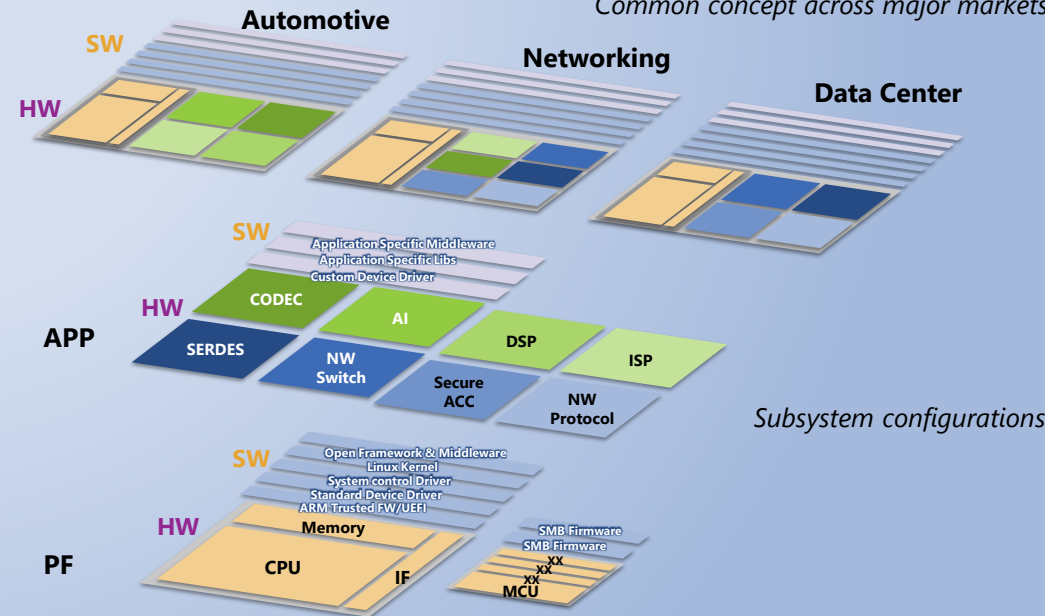 Common concept across major markets
Automotive
SW
HW
Networking
Data Center
SW
Application Specific Middleware
Application Specific Libs
Custom Device Driver
HW
APP
CODEC
AI
DSP
ISP
SERDES
NW
Switch
Secure
ACC
NW
Protocol
Subsystem configurations
SW
Open Framework & Middleware
Linux Kernel
System control Driver
Standard Device Driver
ARM Trusted FW/UEFI
HW
PF
Memory
CPU
IF
SMB Firmware
SMB Firmware
XX
XX
XX
MCU